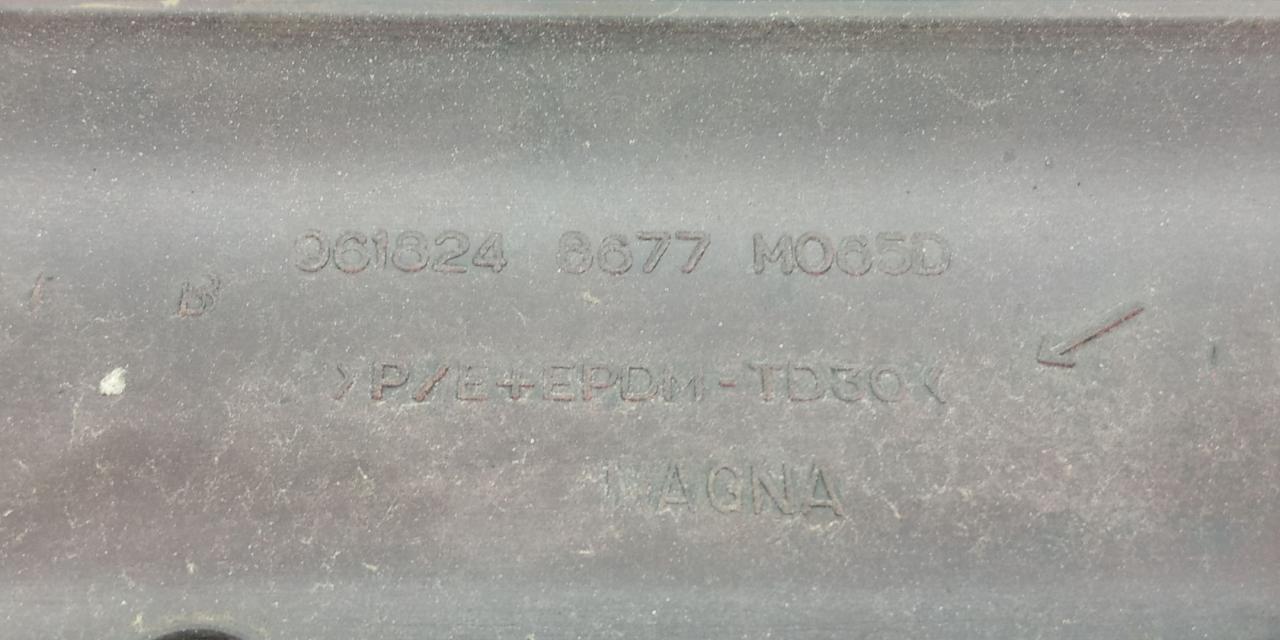 961824 8677 M065D
>P/E+EPDM-TD30<
MAGNA